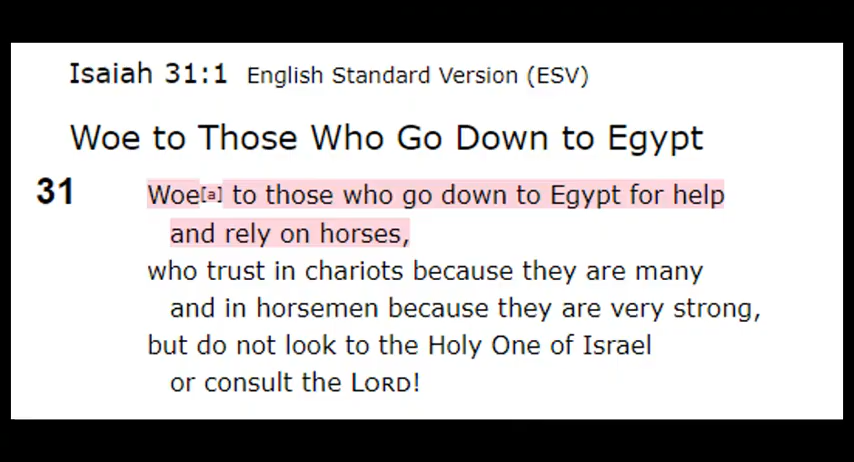 Isaiah 31:1 English Standard Version (ESV)
Woe to Those Who Go Down to Egypt
31 Woe[a] to those who go down to Egypt for help
and rely on horses,
who trust in chariots because they are many
and in horsemen because they are very strong,
but do not look to the Holy One of Israel
or consult the LORD!